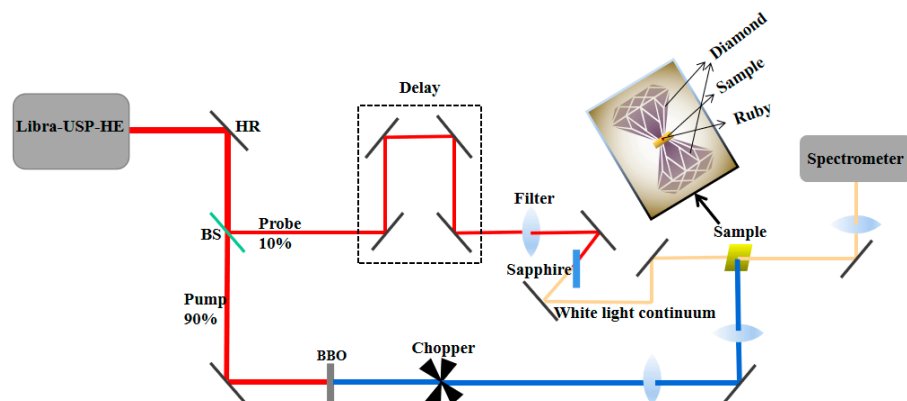 Libra-USP-HE
HR
Delay
Diamond
Sample
Ruby
Spectrometer
BS
Probe
10%
Filter
Sample
Sapphire
White light continuum
Pump
90%
BBO
Chopper